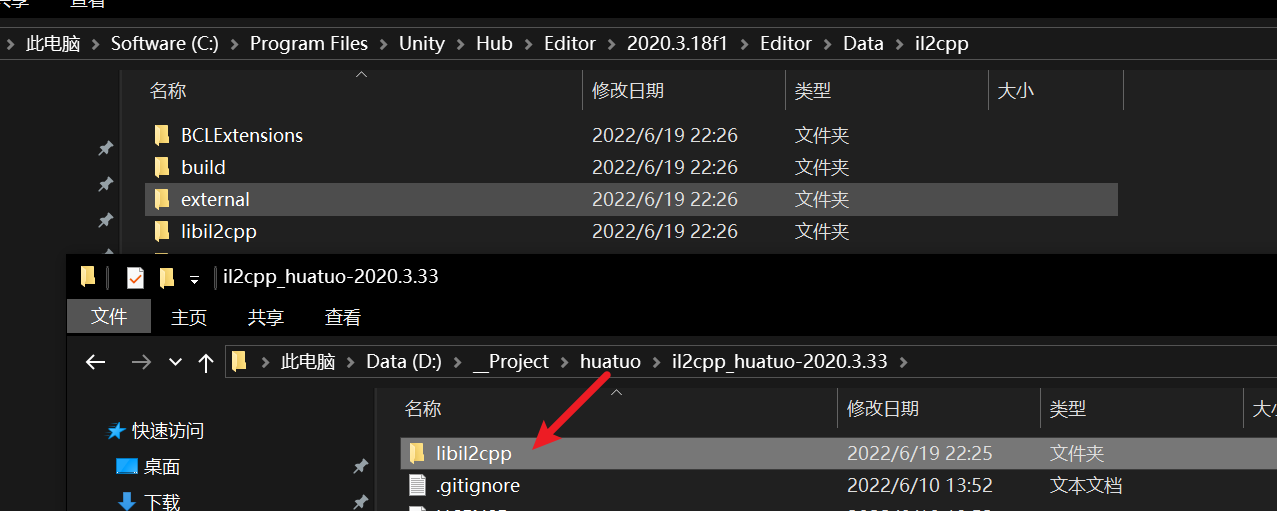 共享 查看
此电脑 Software (C:) Program Files Unity Hub Editor 2020.3.18f1 Editor Data il2cpp
名称 修改日期 类型 大小
BCLExtensions 2022/6/19 22:26 文件夹
build 2022/6/19 22:26 文件夹
external 2022/6/19 22:26 文件夹
libil2cpp 2022/6/19 22:26 文件夹
il2cpp_huatuo-2020.3.33
文件 主页 共享 查看
此电脑 Data (D:) __Project huatuo il2cpp_huatuo-2020.3.33
名称 修改日期 类型
快速访问 libil2cpp 2022/6/19 22:25 文件夹
桌面 .gitignore 2022/6/10 13:52 文本文档
下载